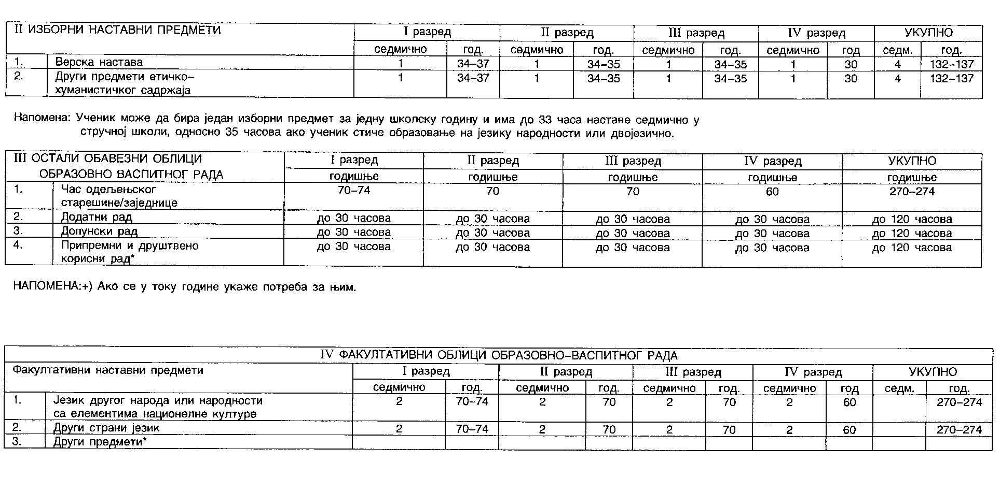 II ИЗБОРНИ НАСТАВНИ ПРЕДМЕТИ I разред II разред III разред IV разред УКУПНО
седмично год. седмично год. седмично год. седмично год седм. год.
1. Верска настава 1 34–37 1 34–35 1 34–35 1 30 4 132–137
2. Други предмети етичко– 1 34–37 1 34–35 1 34–35 1 30 4 132–137
хуманистичког садржаја
Напомена: Ученик може да бира један изборни предмет за једну школску годину и има до 33 часа наставе седмично у
стручној школи, односно 35 часова ако ученик стиче образовање на језику народности или двојезично.
III ОСТАЛИ ОБАВЕЗНИ ОБЛИЦИ I разред II разред III разред IV разред УКУПНО
ОБРАЗОВНО ВАСПИТНОГ РАДА годишње годишње годишње годишње годишње
1. Час одељењског 70–74 70 70 60 270–274
старешине/заједнице
2. Додатни рад до 30 часова до 30 часова до 30 часова до 30 часова до 120 часова
3. Допунски рад до 30 часова до 30 часова до 30 часова до 30 часова до 120 часова
4. Припремни и друштвено до 30 часова до 30 часова до 30 часова до 30 часова до 120 часова
корисни рад*
НАПОМЕНА:+) Ако се у току године укаже потреба за њим.
IV ФАКУЛТАТИВНИ ОБЛИЦИ ОБРАЗОВНО–ВАСПИТНОГ РАДА
Факултативни наставни предмети I разред II разред III разред IV разред УКУПНО
седмично год. седмично год. седмично год. седмично год седм. год.
1. Језик другог народа или народности 2 70–74 2 70 2 70 2 60 270–274
са елементима национелне културе
2. Други страни језик 2 70–74 2 70 2 70 2 60 270–274
3. Други предмети*